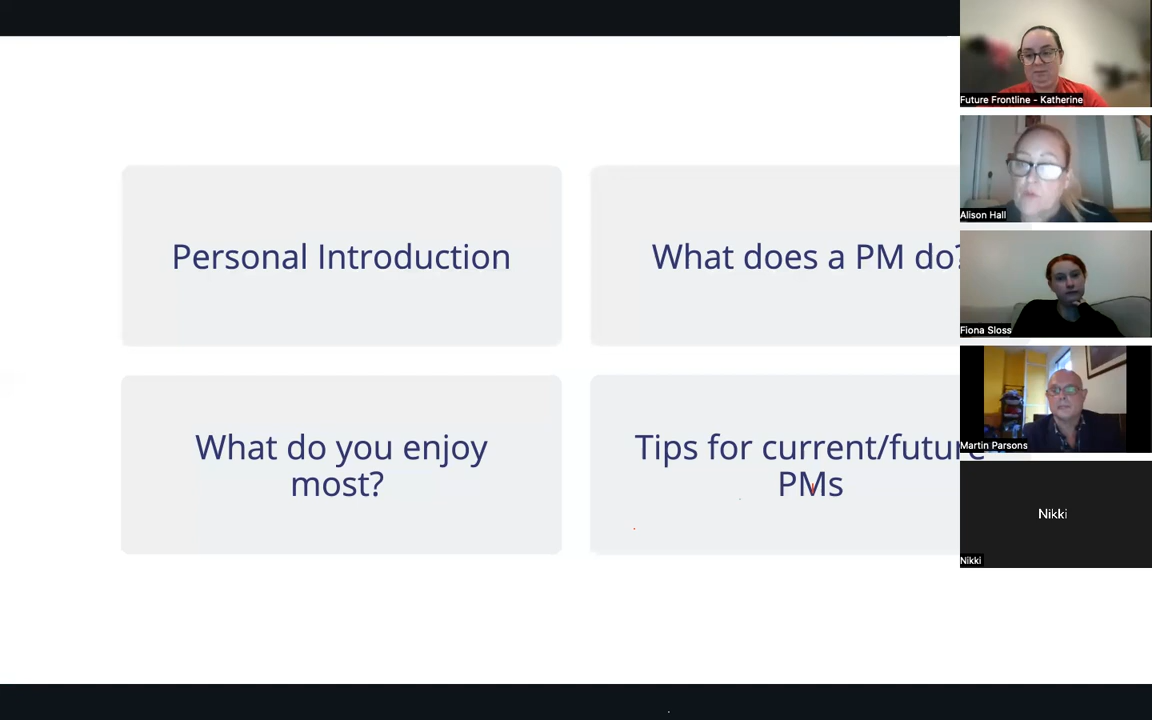 Personal Introduction
What does a PM do?
What do you enjoy
most?
Tips for current/future
PMs
Future Frontline - Katherine
Alison Hall
Fiona Sloss
Martin Parsons
Nikki
Nikki